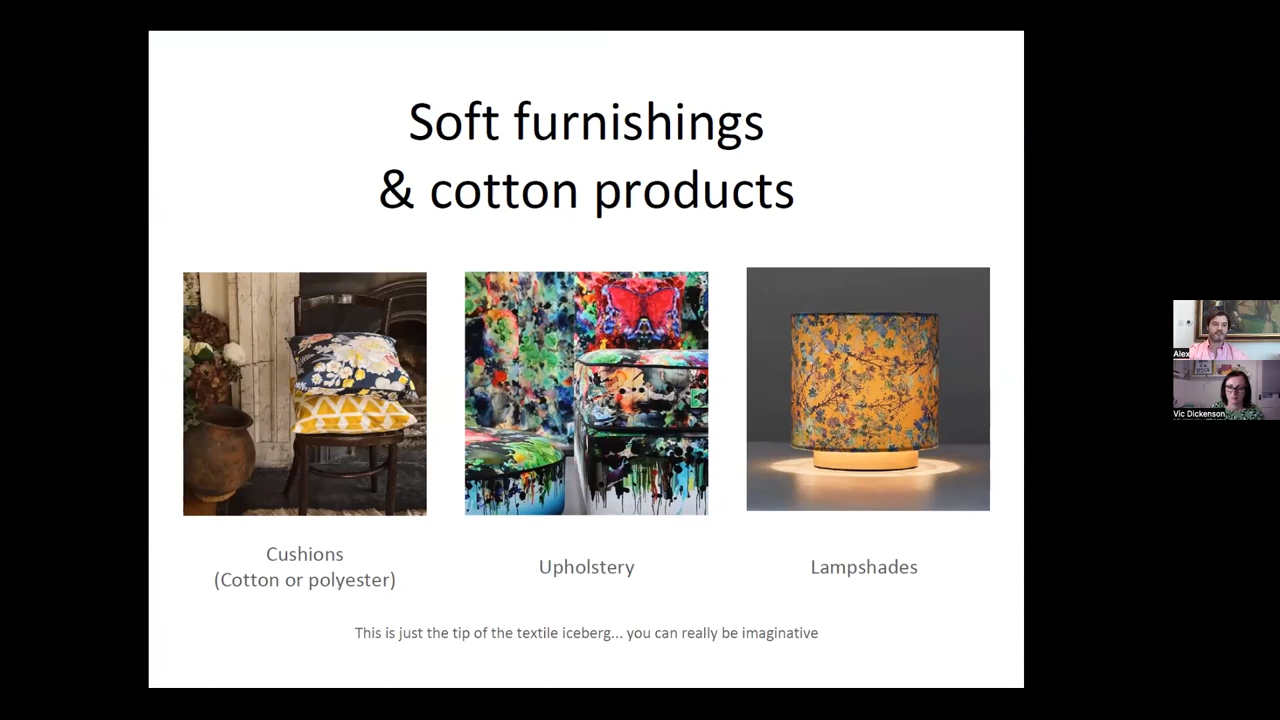 Soft furnishings
& cotton products
Cushions
(Cotton or polyester)
Upholstery
Lampshades
This is just the tip of the textile iceberg... you can really be imaginative
Alex
Vic Dickenson